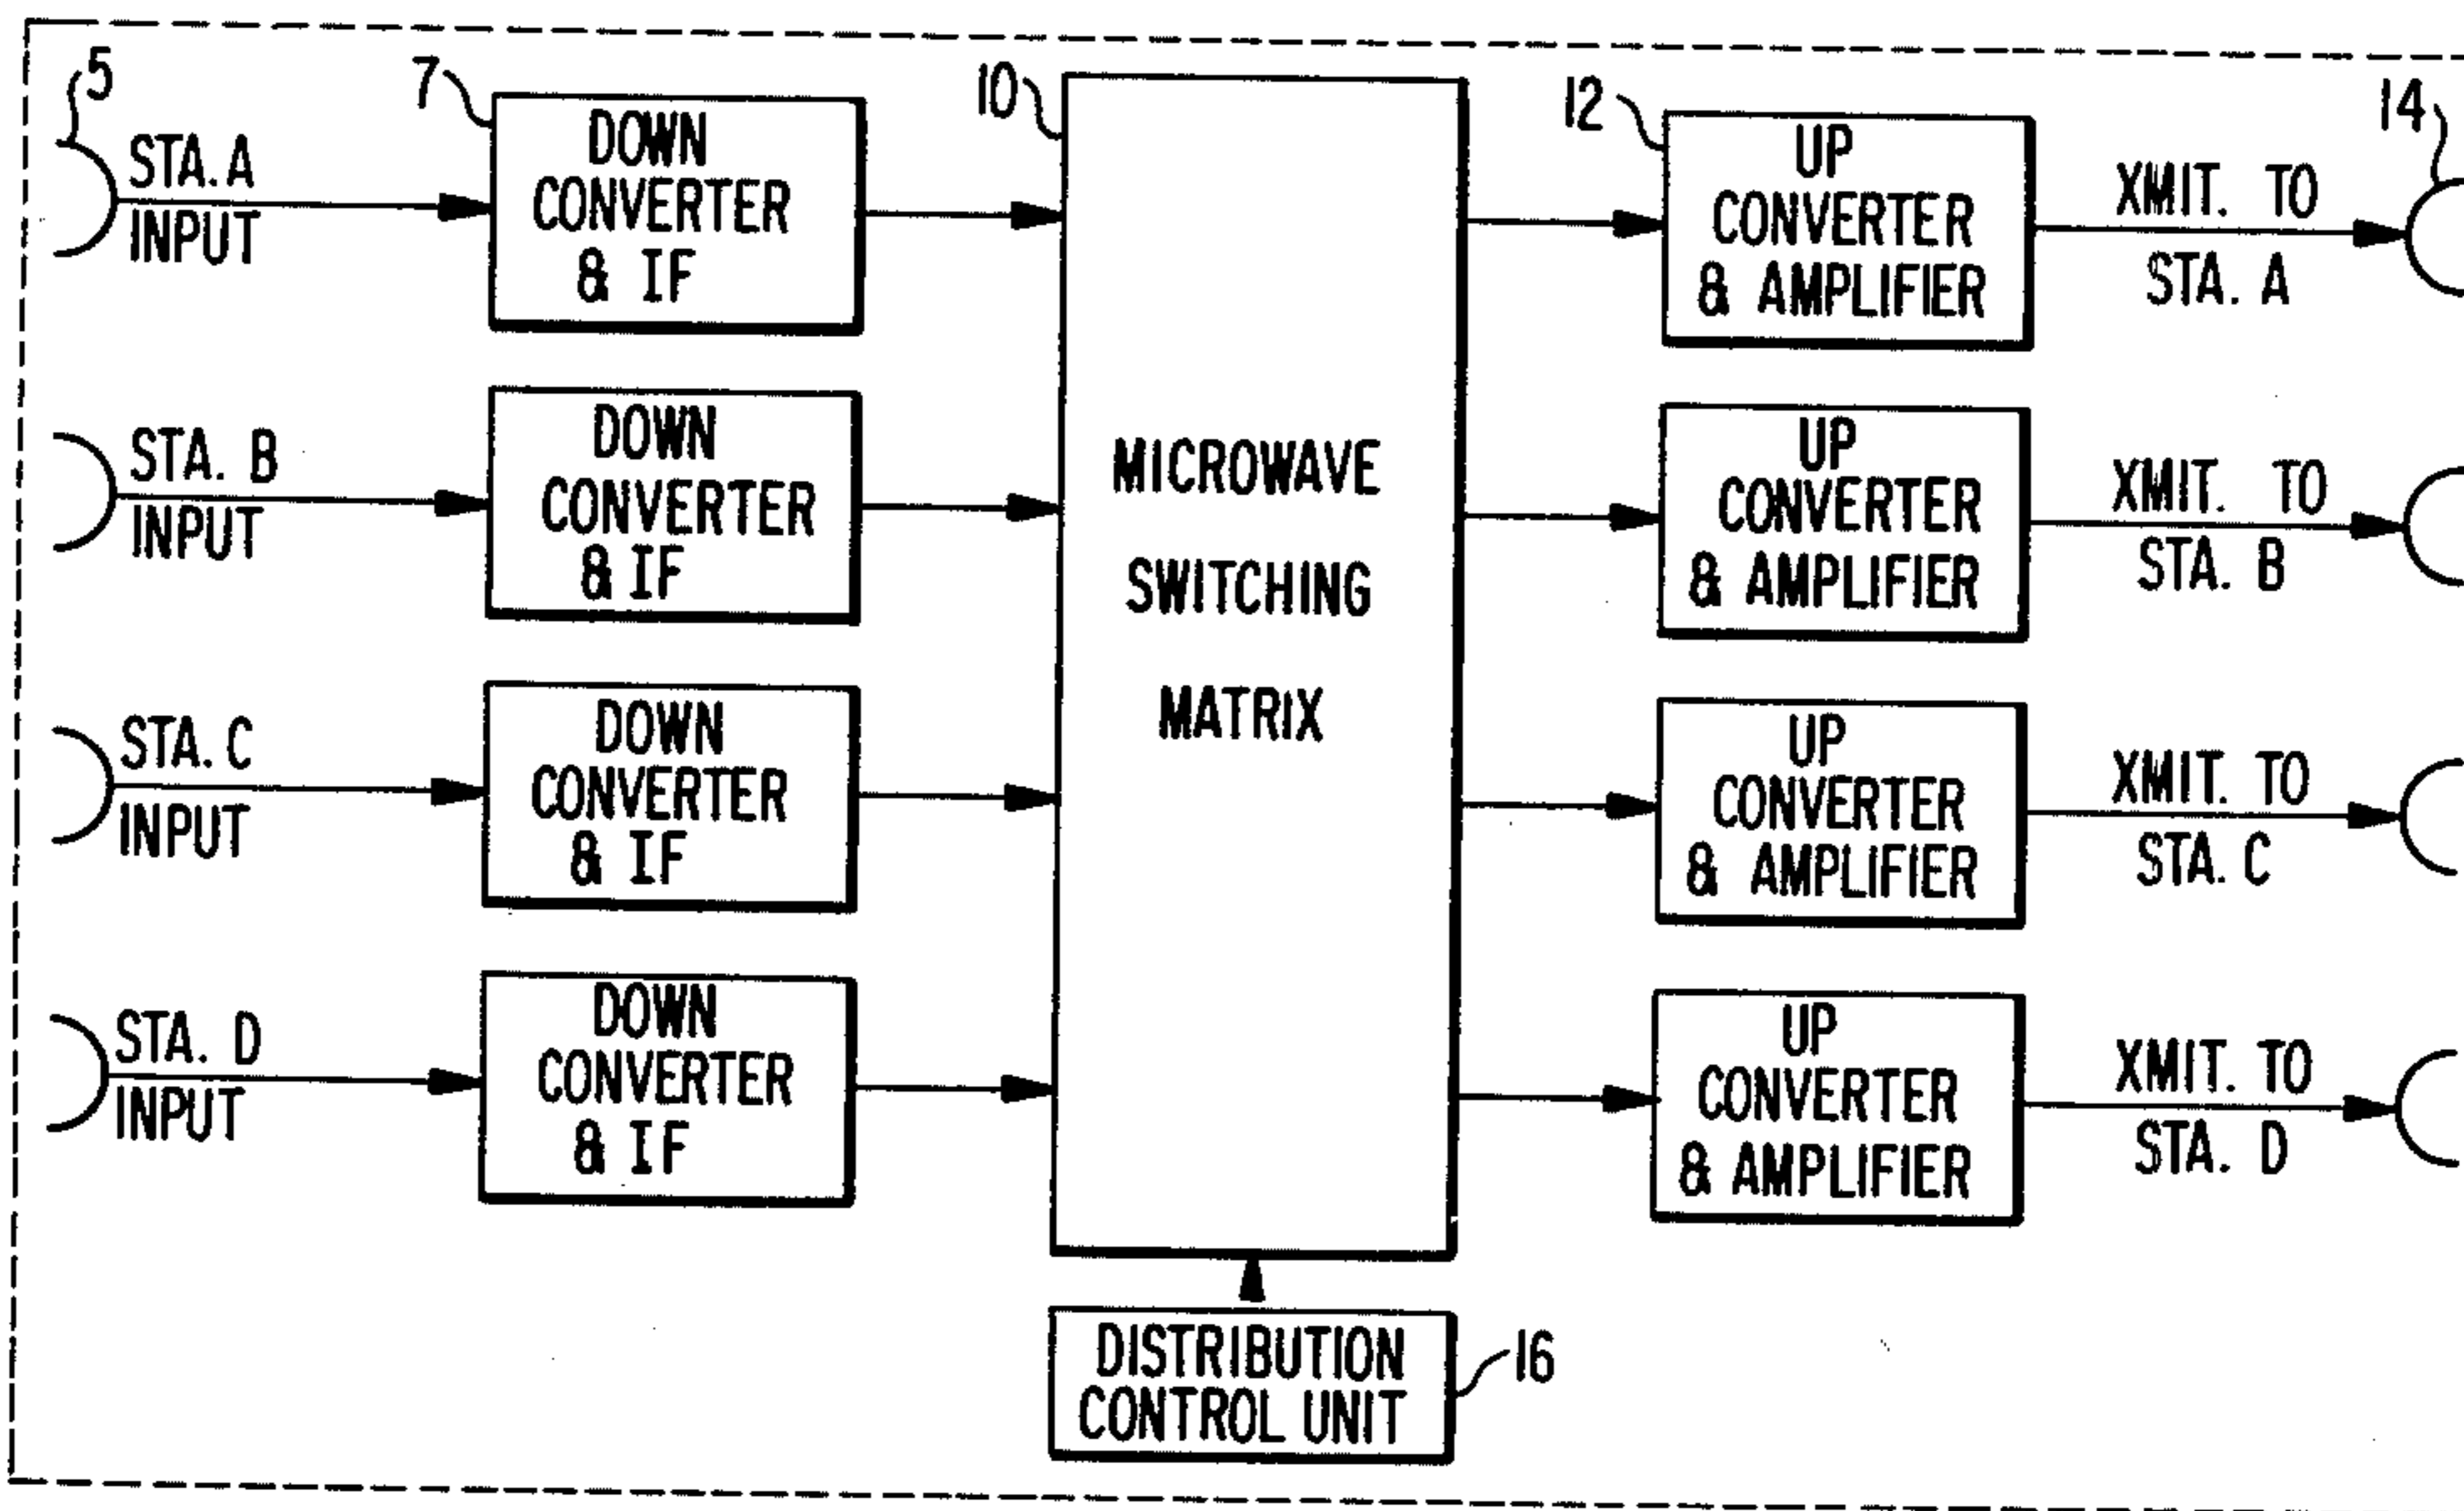 5
7
10
12
14
STA. A
INPUT
DOWN
CONVERTER
& IF
UP
CONVERTER
& AMPLIFIER
XMIT. TO
STA. A
STA. B
INPUT
DOWN
CONVERTER
& IF
MICROWAVE
SWITCHING
MATRIX
UP
CONVERTER
& AMPLIFIER
XMIT. TO
STA. B
STA. C
INPUT
DOWN
CONVERTER
& IF
UP
CONVERTER
& AMPLIFIER
XMIT. TO
STA. C
STA. D
INPUT
DOWN
CONVERTER
& IF
UP
CONVERTER
& AMPLIFIER
XMIT. TO
STA. D
DISTRIBUTION
CONTROL UNIT
16